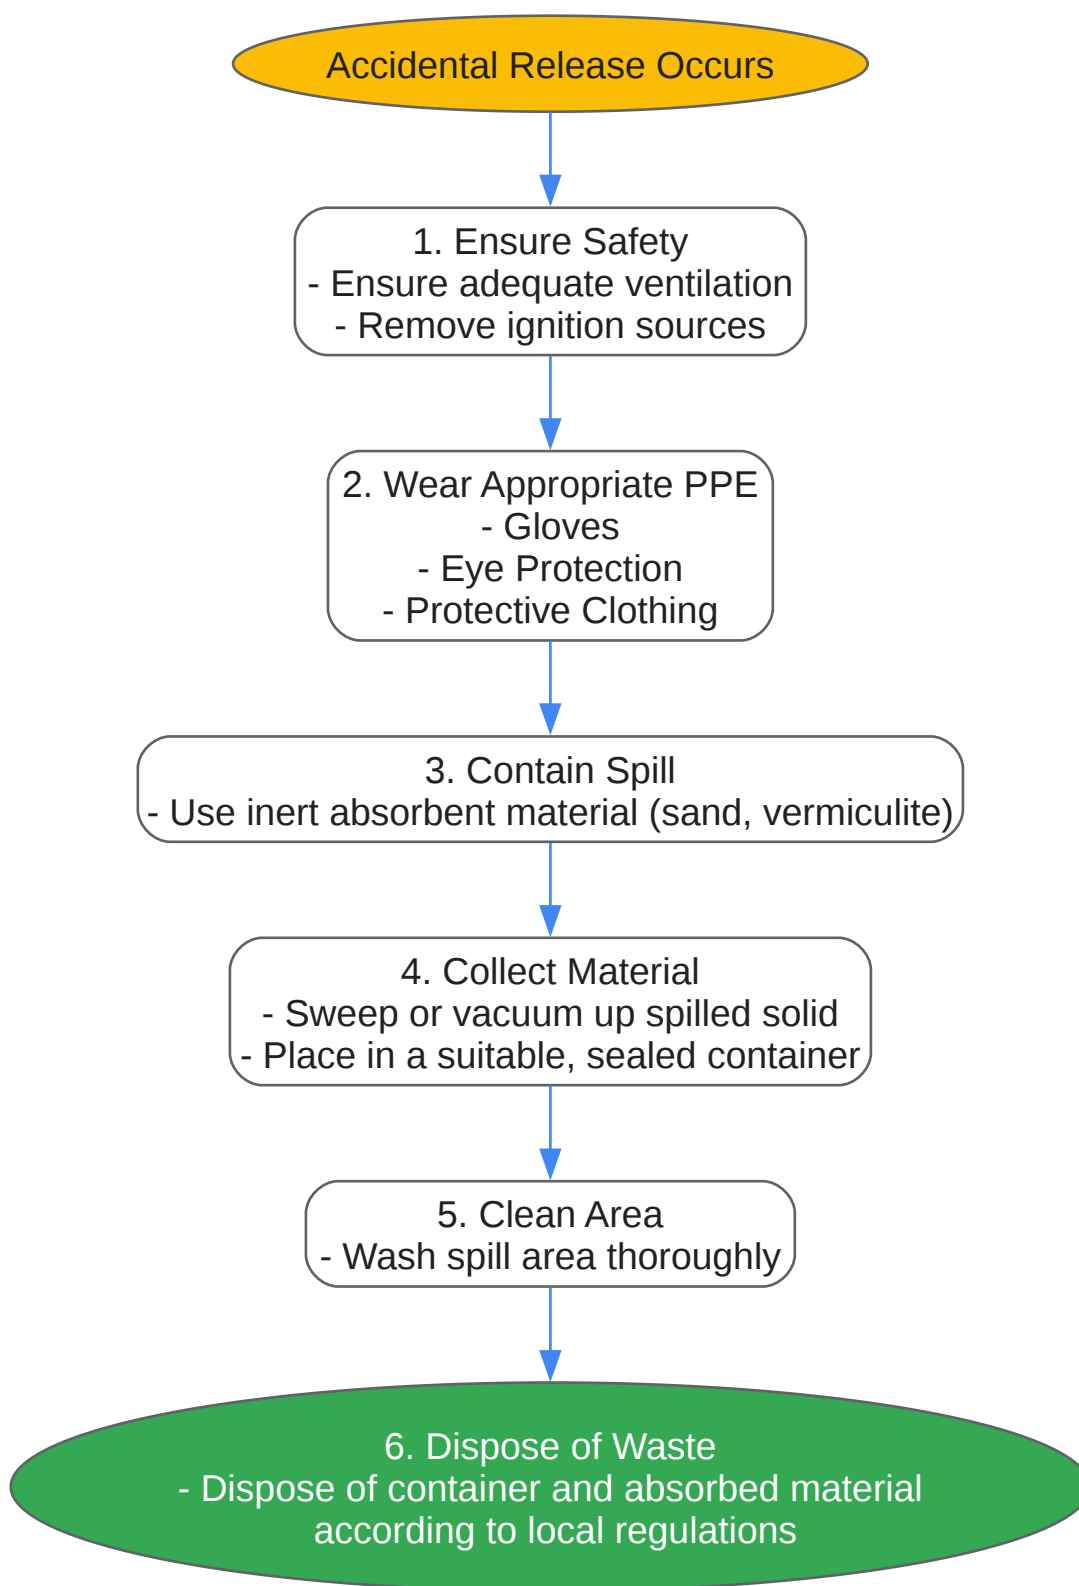 Accidental Release Occurs
1. Ensure Safety
- Ensure adequate ventilation
- Remove ignition sources
2. Wear Appropriate PPE
- Gloves
- Eye Protection
- Protective Clothing
3. Contain Spill
- Use inert absorbent material (sand, vermiculite)
4. Collect Material
- Sweep or vacuum up spilled solid
- Place in a suitable, sealed container
5. Clean Area
- Wash spill area thoroughly
6. Dispose of Waste
- Dispose of container and absorbed material
according to local regulations